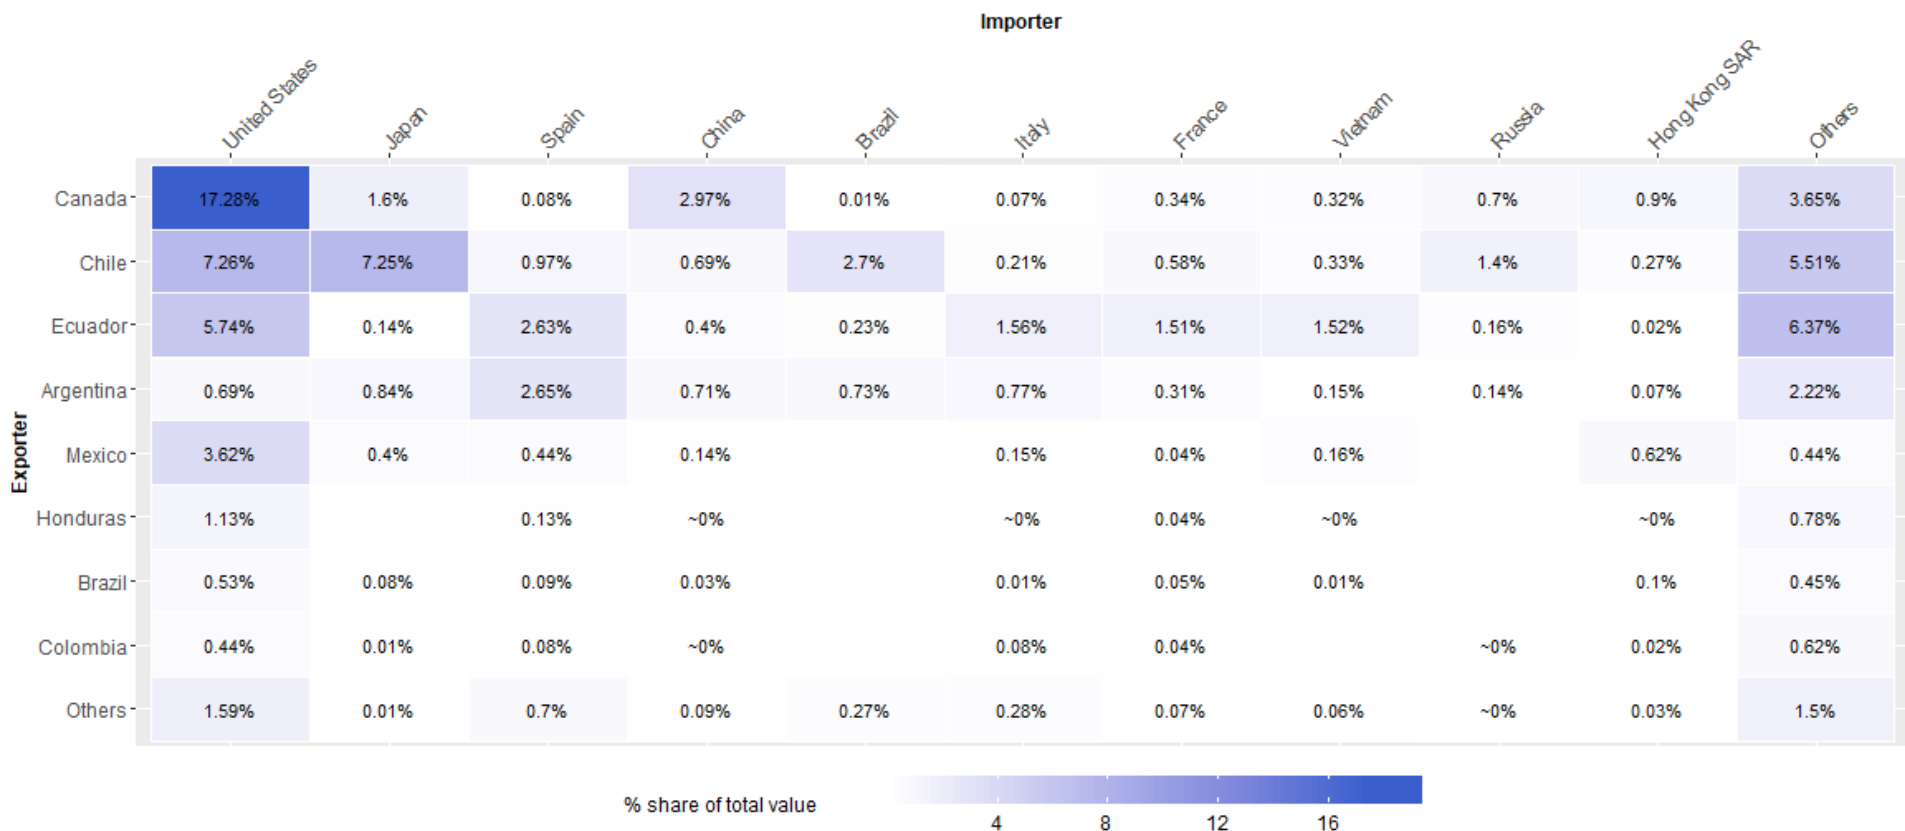 Importer
United States Japan Spain China Brazil Italy France Vietnam Russia Hong Kong SAR Others
Exporter
Canada 17.28% 1.6% 0.08% 2.97% 0.01% 0.07% 0.34% 0.32% 0.7% 0.9% 3.65%
Chile 7.26% 7.25% 0.97% 0.69% 2.7% 0.21% 0.58% 0.33% 1.4% 0.27% 5.51%
Ecuador 5.74% 0.14% 2.63% 0.4% 0.23% 1.56% 1.51% 1.52% 0.16% 0.02% 6.37%
Argentina 0.69% 0.84% 2.65% 0.71% 0.73% 0.77% 0.31% 0.15% 0.14% 0.07% 2.22%
Mexico 3.62% 0.4% 0.44% 0.14% 0.15% 0.04% 0.16% 0.62% 0.44%
Honduras 1.13% 0.13% ~0% ~0% 0.04% ~0% ~0% 0.78%
Brazil 0.53% 0.08% 0.09% 0.03% 0.01% 0.05% 0.01% 0.1% 0.45%
Colombia 0.44% 0.01% 0.08% ~0% 0.08% 0.04% ~0% 0.02% 0.62%
Others 1.59% 0.01% 0.7% 0.09% 0.27% 0.28% 0.07% 0.06% ~0% 0.03% 1.5%
% share of total value
4 8 12 16